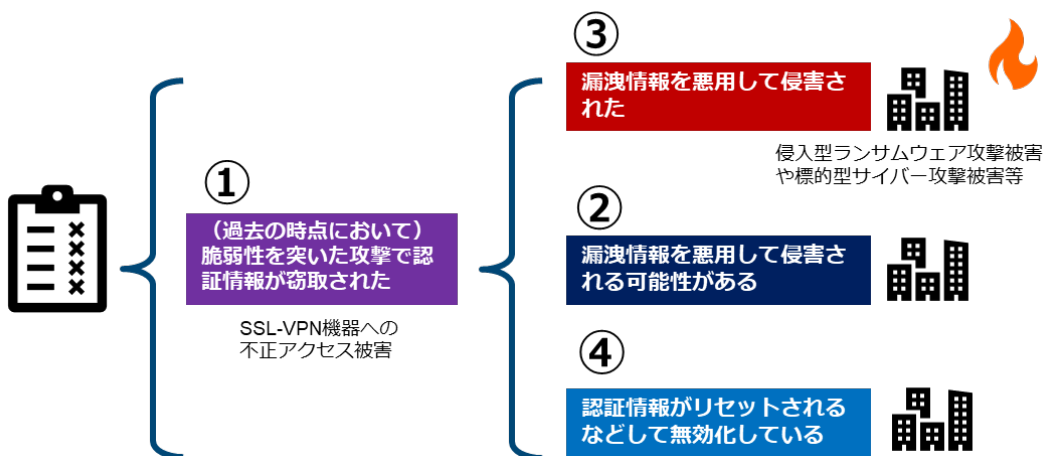 ①
（過去の時点において）
脆弱性を突いた攻撃で認
証情報が窃取された
SSL-VPN機器への
不正アクセス被害
③
漏洩情報を悪用して侵害さ
れた
侵入型ランサムウェア攻撃被害
や標的型サイバー攻撃被害等
②
漏洩情報を悪用して侵害さ
れる可能性がある
④
認証情報がリセットされる
などして無効化している